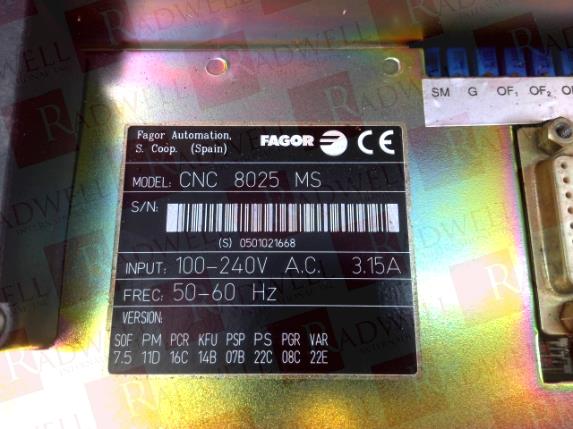 SM G OF1 OF2
Fagor Automation,
S. Coop. (Spain)
FAGOR CE
MODEL: CNC 8025 MS
S/N:
(S) 0501021668
INPUT: 100-240V A.C. 3.15A
FREC: 50-60 Hz
VERSION:
SOF PM PCR KFU PSP PS PGR VAR
7.5 11D 16C 14B 07B 22C 08C 22E
RADWELL